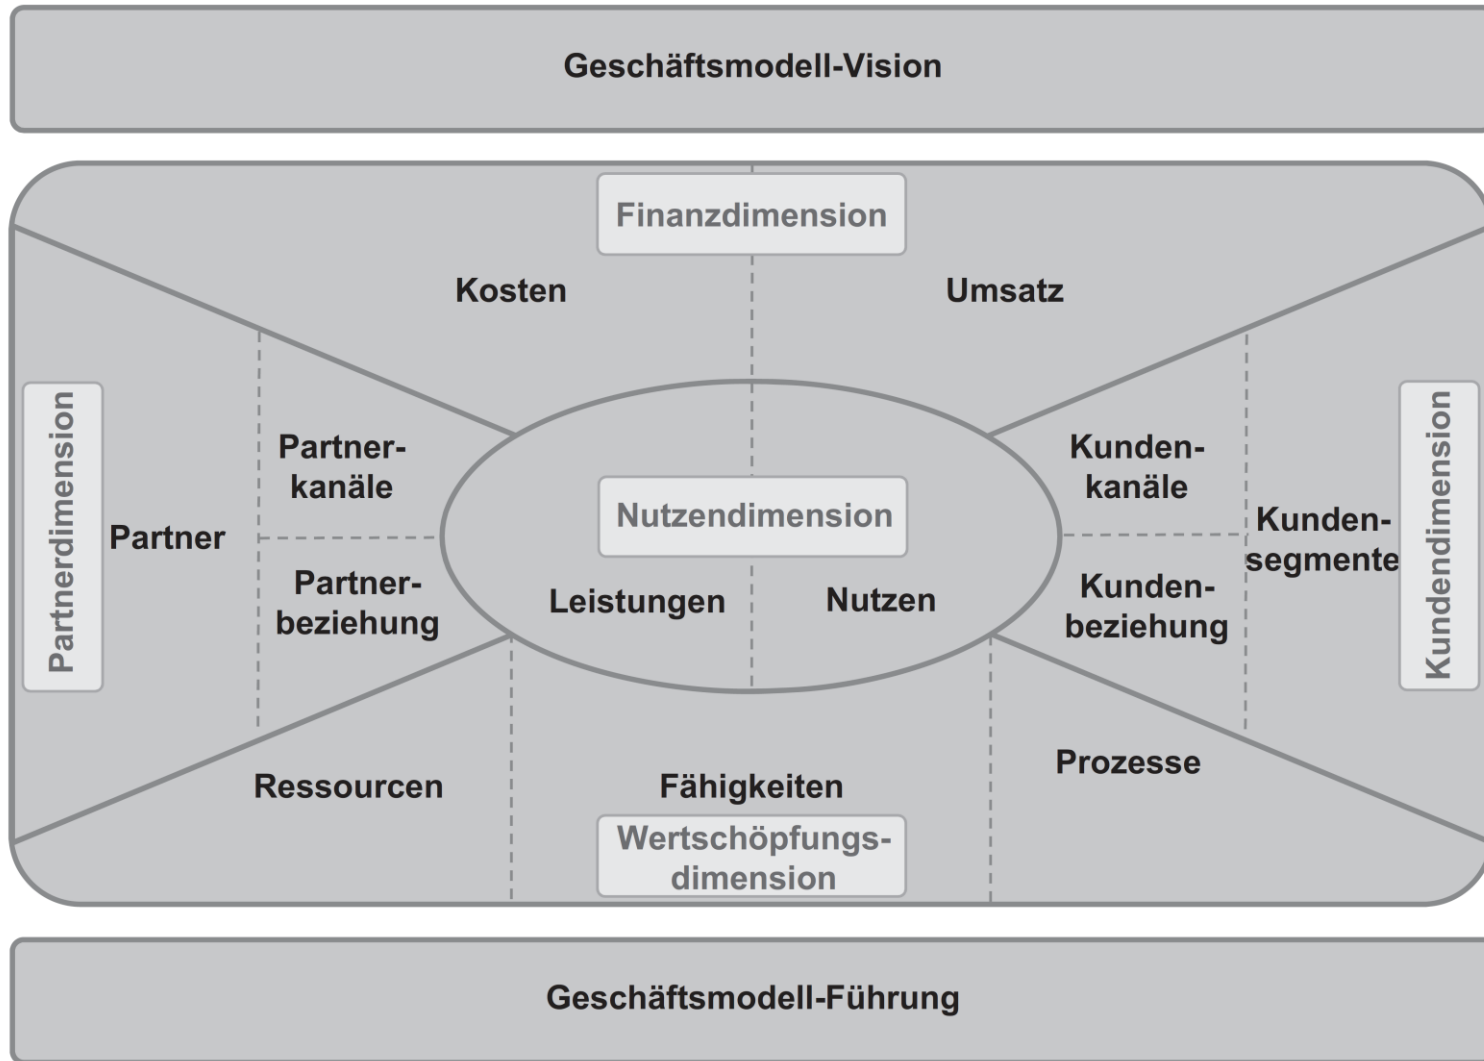 Geschäftsmodell-Vision
Finanzdimension
Kosten
Umsatz
Partnerdimension
Partner
Partner-
kanäle
Partner-
beziehung
Nutzendimension
Leistungen
Nutzen
Kunden-
kanäle
Kunden-
beziehung
Kunden-
segmente
Kundendimension
Ressourcen
Fähigkeiten
Prozesse
Wertschöpfungs-
dimension
Geschäftsmodell-Führung